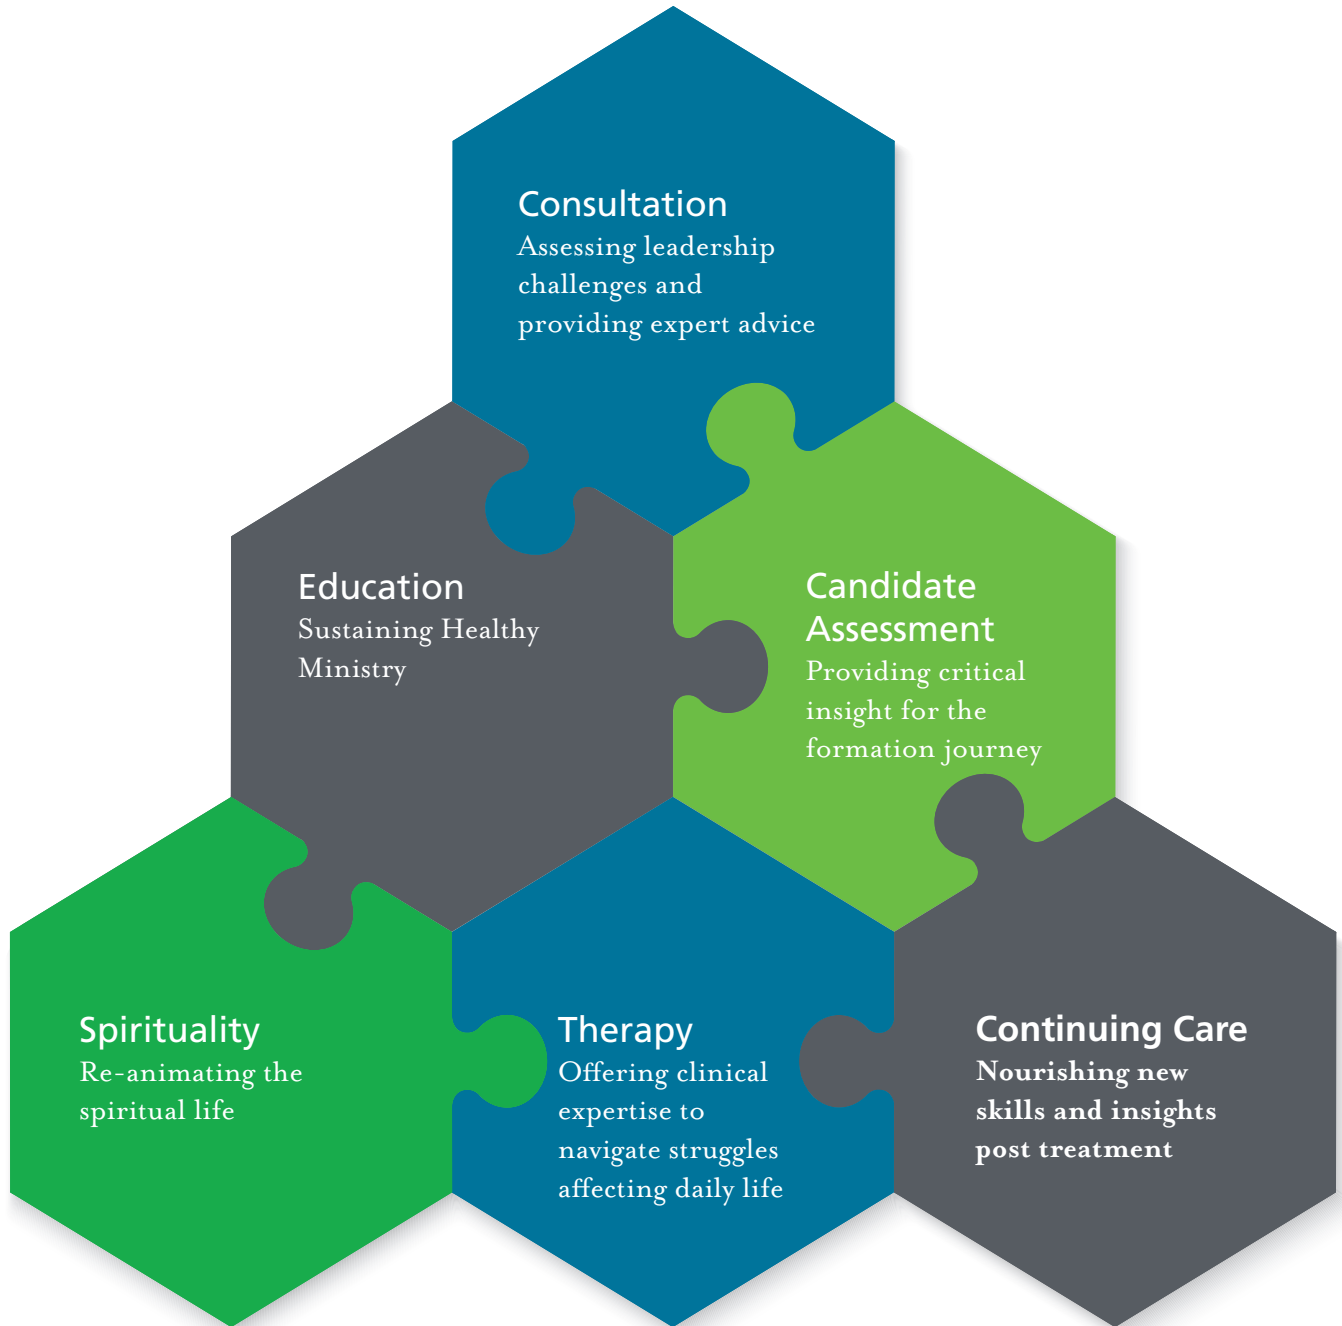 Consultation
Assessing leadership
challenges and
providing expert advice
Education
Sustaining Healthy
Ministry
Candidate
Assessment
Providing critical
insight for the
formation journey
Spirituality
Re-animating the
spiritual life
Therapy
Offering clinical
expertise to
navigate struggles
affecting daily life
Continuing Care
Nourishing new
skills and insights
post treatment